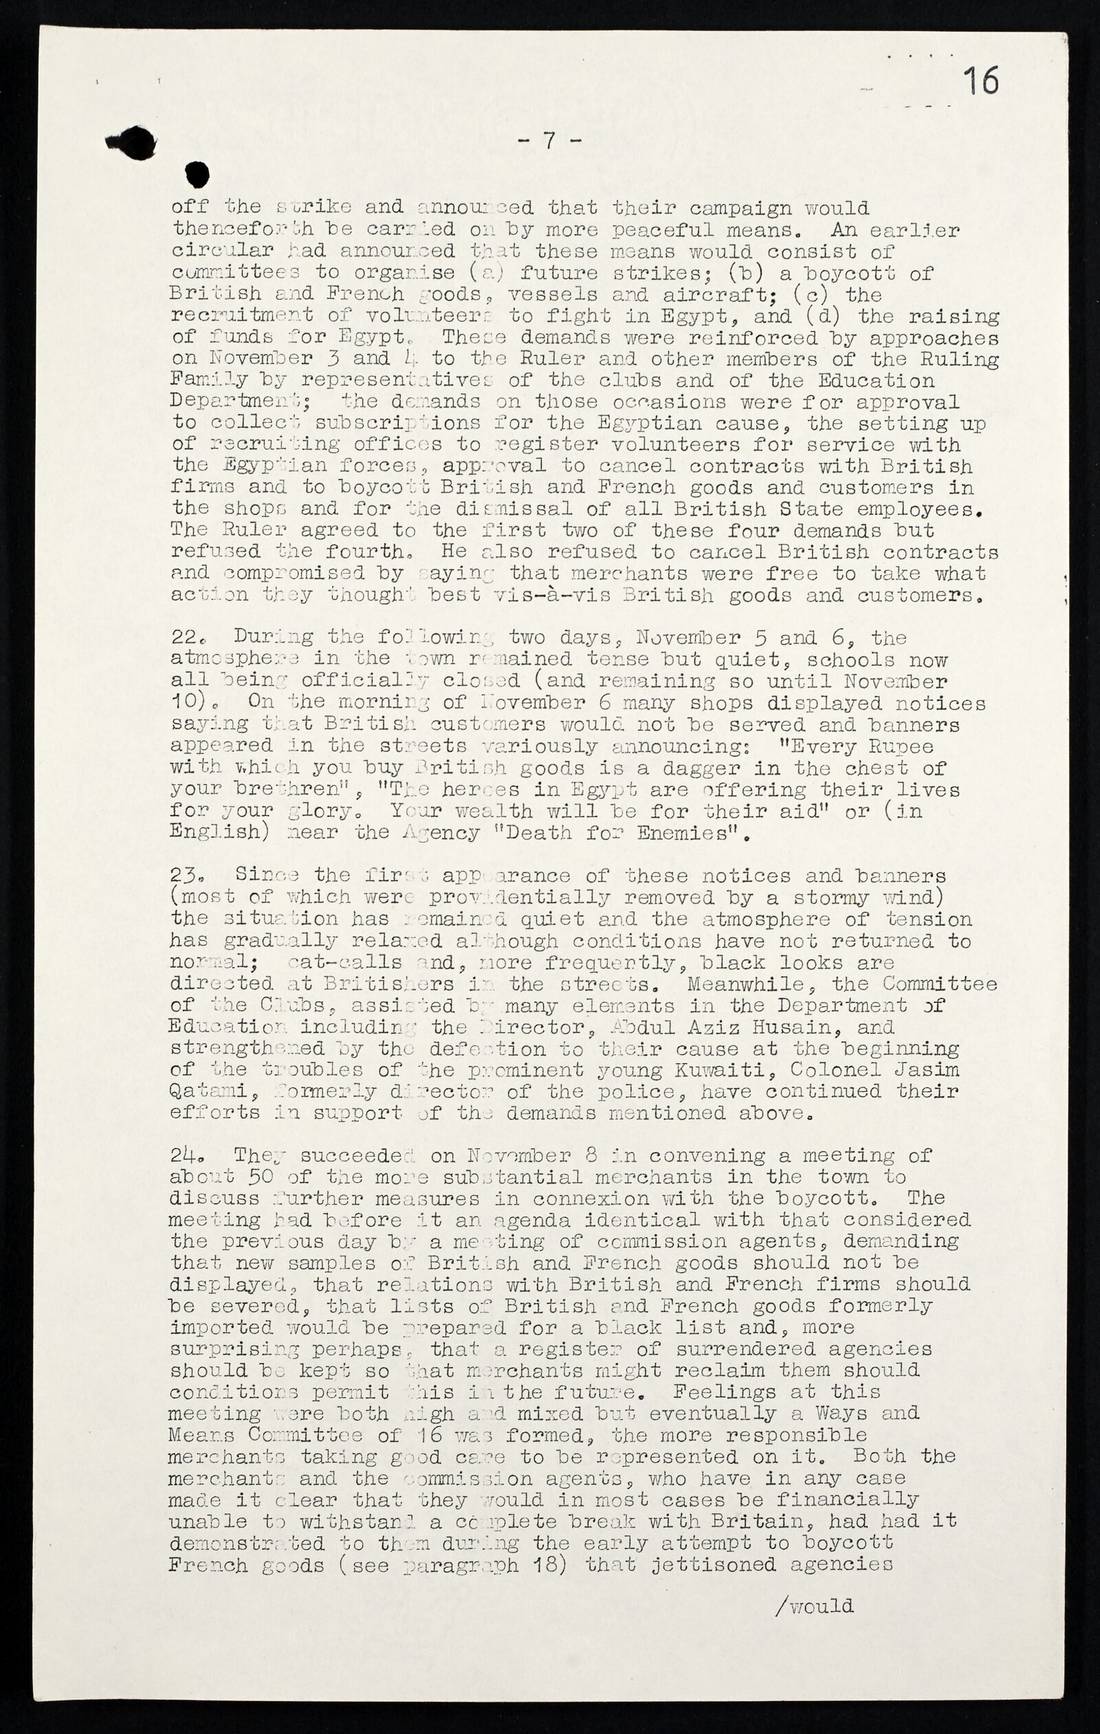 16
- 7 -
off the strike and announced that their campaign would
thenceforth be carried on by more peaceful means. An earlier
circular had announced that these means would consist of
committees to organise (a) future strikes; (b) a boycott of
British and French goods, vessels and aircraft; (c) the
recruitment of volunteers to fight in Egypt, and (d) the raising
of funds for Egypt. These demands were reinforced by approaches
on November 3 and 4 to the Ruler and other members of the Ruling
Family by representatives of the clubs and of the Education
Department; the demands on those occasions were for approval
to collect subscriptions for the Egyptian cause, the setting up
of recruiting offices to register volunteers for service with
the Egyptian forces, approval to cancel contracts with British
firms and to boycott British and French goods and customers in
the shops and for the dismissal of all British State employees.
The Ruler agreed to the first two of these four demands but
refused the fourth. He also refused to cancel British contracts
and compromised by saying that merchants were free to take what
action they thought best vis-à-vis British goods and customers.
22. During the following two days, November 5 and 6, the
atmosphere in the town remained tense but quiet, schools now
all being officially closed (and remaining so until November
10). On the morning of November 6 many shops displayed notices
saying that British customers would not be served and banners
appeared in the streets variously announcing: "Every Rupee
with which you buy British goods is a dagger in the chest of
your brethren", "The heroes in Egypt are offering their lives
for your glory. Your wealth will be for their aid" or (in
English) near the Agency "Death for Enemies".
23. Since the first appearance of these notices and banners
(most of which were providentially removed by a stormy wind)
the situation has remained quiet and the atmosphere of tension
has gradually relaxed although conditions have not returned to
normal; cat-calls and, more frequently, black looks are
directed at Britishers in the streets. Meanwhile, the Committee
of the Clubs, assisted by many elements in the Department of
Education including the Director, Abdul Aziz Husain, and
strengthened by the defection to their cause at the beginning
of the troubles of the prominent young Kuwaiti, Colonel Jasim
Qatami, formerly director of the police, have continued their
efforts in support of the demands mentioned above.
24. They succeeded on November 8 in convening a meeting of
about 50 of the more substantial merchants in the town to
discuss further measures in connexion with the boycott. The
meeting had before it an agenda identical with that considered
the previous day by a meeting of commission agents, demanding
that new samples of British and French goods should not be
displayed, that relations with British and French firms should
be severed, that lists of British and French goods formerly
imported would be prepared for a black list and, more
surprising perhaps, that a register of surrendered agencies
should be kept so that merchants might reclaim them should
conditions permit this in the future. Feelings at this
meeting were both high and mixed but eventually a Ways and
Means Committee of 16 was formed, the more responsible
merchants taking good care to be represented on it. Both the
merchants and the commission agents, who have in any case
made it clear that they would in most cases be financially
unable to withstand a complete break with Britain, had had it
demonstrated to them during the early attempt to boycott
French goods (see paragraph 18) that jettisoned agencies
/would